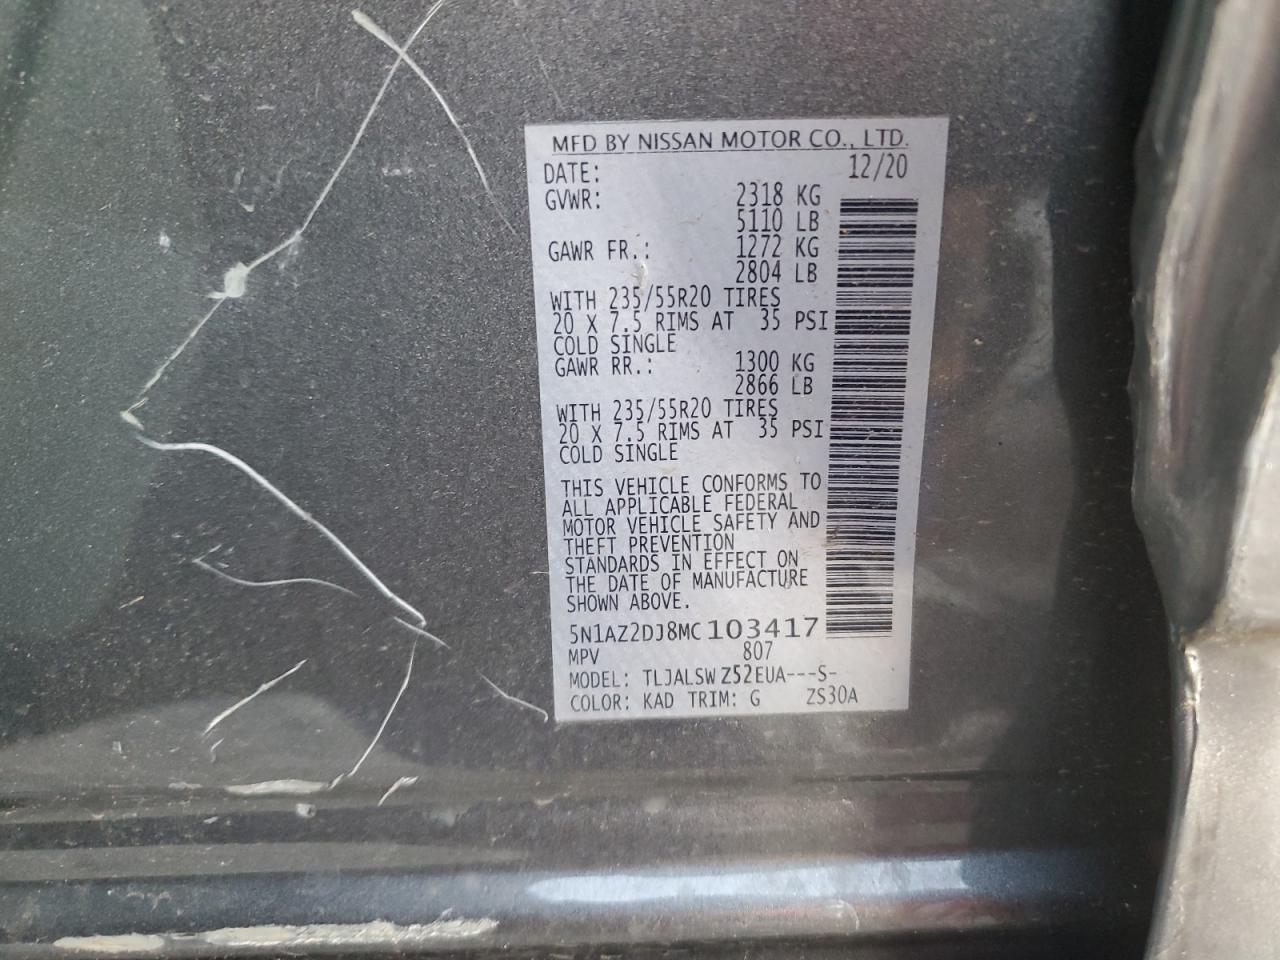 MFD BY NISSAN MOTOR CO., LTD.
DATE: 12/20
GVWR: 2318 KG
5110 LB
GAWR FR.: 1272 KG
2804 LB
WITH 235/55R20 TIRES
20 X 7.5 RIMS AT 35 PSI
COLD SINGLE
GAWR RR.: 1300 KG
2866 LB
WITH 235/55R20 TIRES
20 X 7.5 RIMS AT 35 PSI
COLD SINGLE
THIS VEHICLE CONFORMS TO
ALL APPLICABLE FEDERAL
MOTOR VEHICLE SAFETY AND
THEFT PREVENTION
STANDARDS IN EFFECT ON
THE DATE OF MANUFACTURE
SHOWN ABOVE.
5N1AZ2DJ8MC103417
MPV 807
MODEL: TLJALSWZ52EUA---S-
COLOR: KAD TRIM: G ZS30A